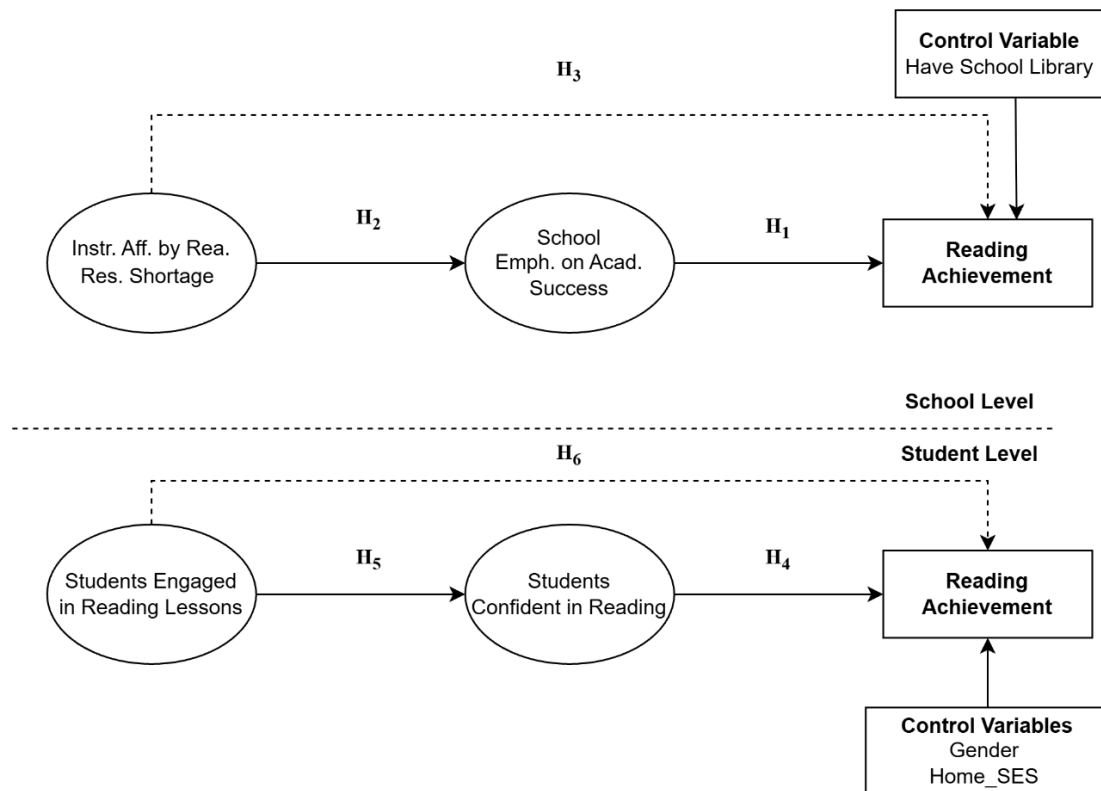 Control Variable
Have School Library
H3
Instr. Aff. by Rea.
Res. Shortage
H2
School
Emph. on Acad.
Success
H1
Reading
Achievement
School Level
Student Level
H6
Students Engaged
in Reading Lessons
H5
Students
Confident in Reading
H4
Reading
Achievement
Control Variables
Gender
Home_SES